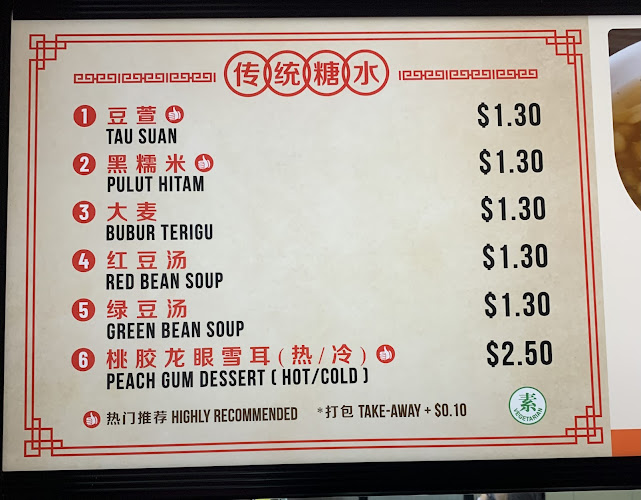 传统糖水
1 豆萱 $1.30
TAU SUAN
2 黑糯米 $1.30
PULUT HITAM
3 大麦 $1.30
BUBUR TERIGU
4 红豆汤 $1.30
RED BEAN SOUP
5 绿豆汤 $1.30
GREEN BEAN SOUP
6 桃胶龙眼雪耳(热/冷) $2.50
PEACH GUM DESSERT ( HOT/COLD )
热门推荐 HIGHLY RECOMMENDED *打包 TAKE-AWAY + $0.10
素
VEGETARIAN